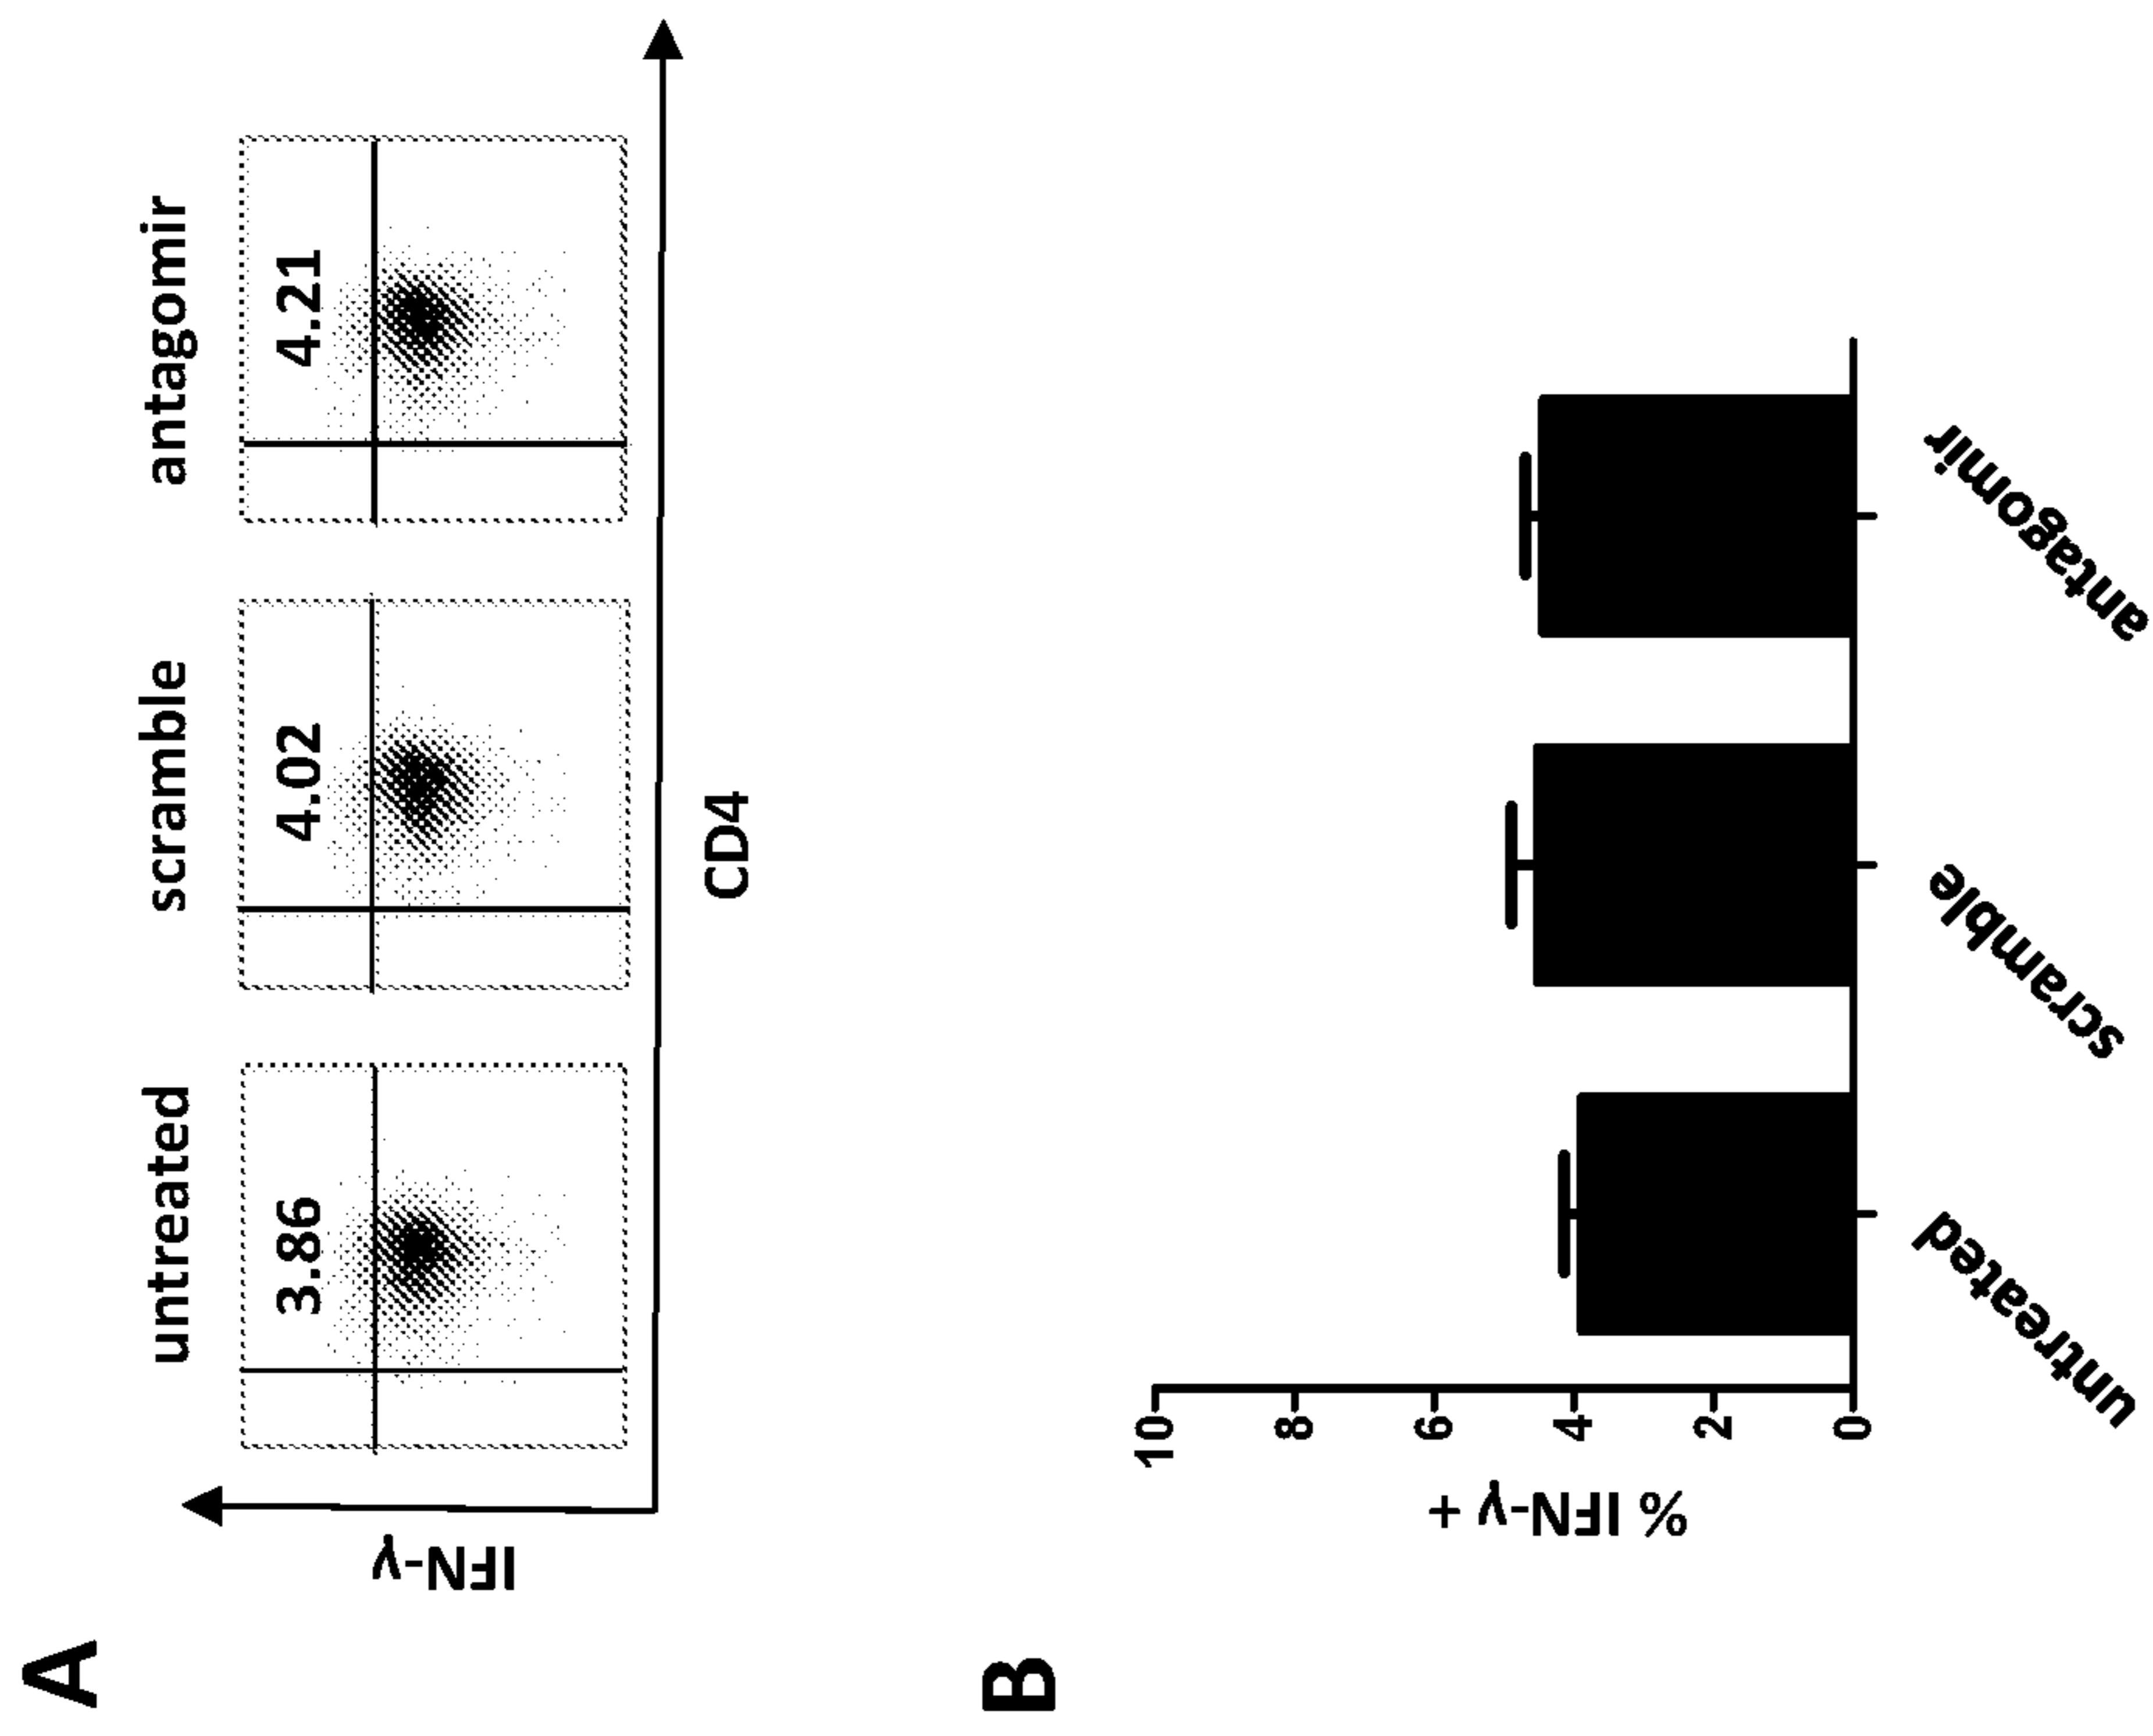 A
untreated
scramble
antagomir
3.86
4.02
4.21
IFN-γ
CD4
B
% IFN-γ +
10
8
6
4
2
0
untreated
scramble
antagomir